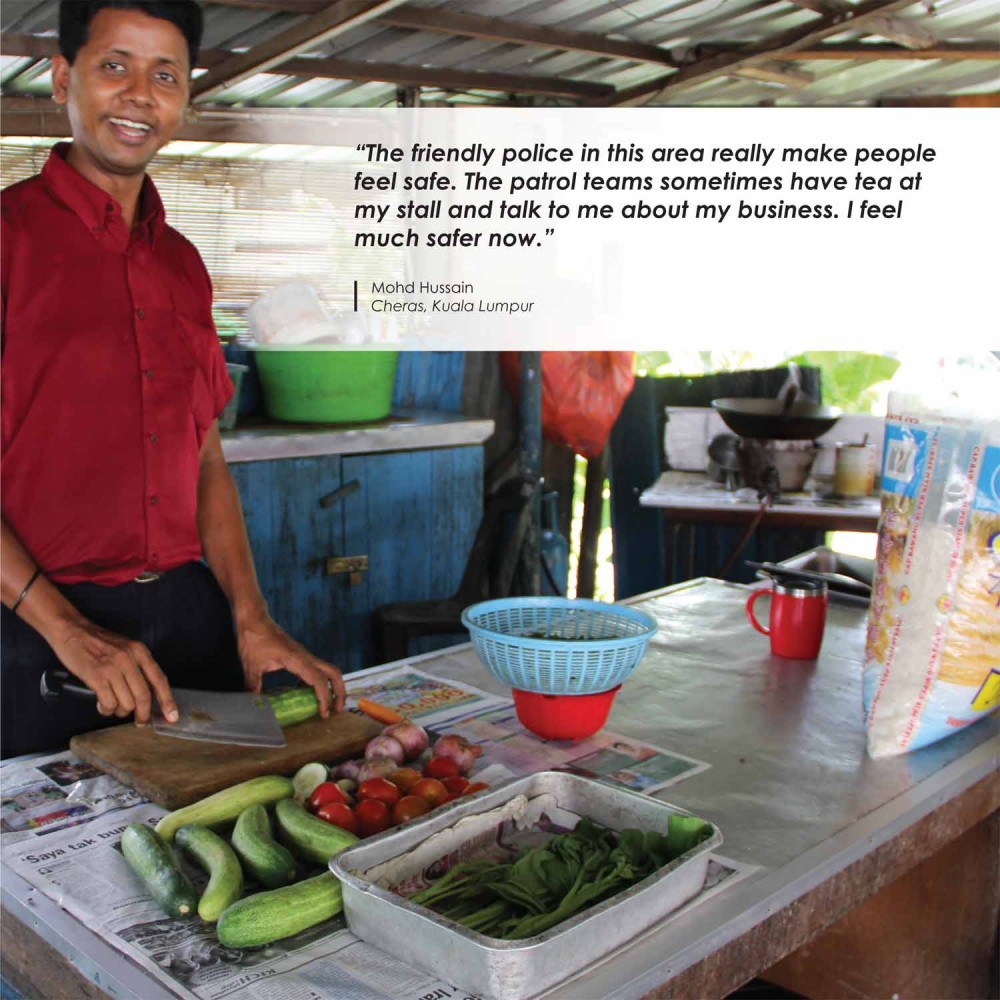 “The friendly police in this area really make people
feel safe. The patrol teams sometimes have tea at
my stall and talk to me about my business. I feel
much safer now.”
Mohd Hussain
Cheras, Kuala Lumpur
'Saya tak